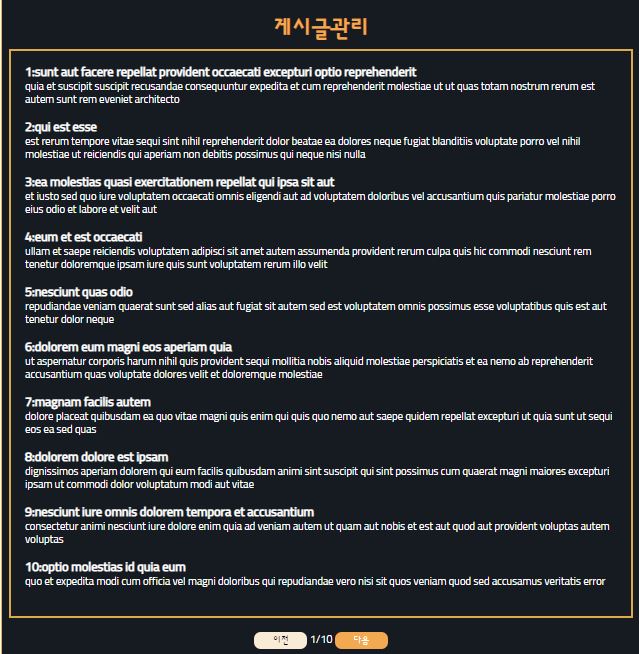 게시글관리
1:sunt aut facere repellat provident occaecati excepturi optio reprehenderit
quia et suscipit suscipit recusandae consequuntur expedita et cum reprehenderit molestiae ut ut quas totam nostrum rerum est
autem sunt rem eveniet architecto
2:qui est esse
est rerum tempore vitae sequi sint nihil reprehenderit dolor beatae ea dolores neque fugiat blanditiis voluptate porro vel nihil
molestiae ut reiciendis qui aperiam non debitis possimus qui neque nisi nulla
3:ea molestias quasi exercitationem repellat qui ipsa sit aut
et iusto sed quo iure voluptatem occaecati omnis eligendi aut ad voluptatem doloribus vel accusantium quis pariatur molestiae porro
eius odio et labore et velit aut
4:eum et est occaecati
ullam et saepe reiciendis voluptatem adipisci sit amet autem assumenda provident rerum culpa quis hic commodi nesciunt rem
tenetur doloremque ipsam iure quis sunt voluptatem rerum illo velit
5:nesciunt quas odio
repudiandae veniam quaerat sunt sed alias aut fugiat sit autem sed est voluptatem omnis possimus esse voluptatibus quis est aut
tenetur dolor neque
6:dolorem eum magni eos aperiam quia
ut aspernatur corporis harum nihil quis provident sequi mollitia nobis aliquid molestiae perspiciatis et ea nemo ab reprehenderit
accusantium quas voluptate dolores velit et doloremque molestiae
7:magnam facilis autem
dolore placeat quibusdam ea quo vitae magni quis enim qui quis quo nemo aut saepe quidem repellat excepturi ut quia sunt ut sequi
eos ea sed quas
8:dolorem dolore est ipsam
dignissimos aperiam dolorem qui eum facilis quibusdam animi sint suscipit qui sint possimus cum quaerat magni maiores excepturi
ipsam ut commodi dolor voluptatum modi aut vitae
9:nesciunt iure omnis dolorem tempora et accusantium
consectetur animi nesciunt iure dolore enim quia ad veniam autem ut quam aut nobis et est aut quod aut provident voluptas autem
voluptas
10:optio molestias id quia eum
quo et expedita modi cum officia vel magni doloribus qui repudiandae vero nisi sit quos veniam quod sed accusamus veritatis error
이전 1/10 다음